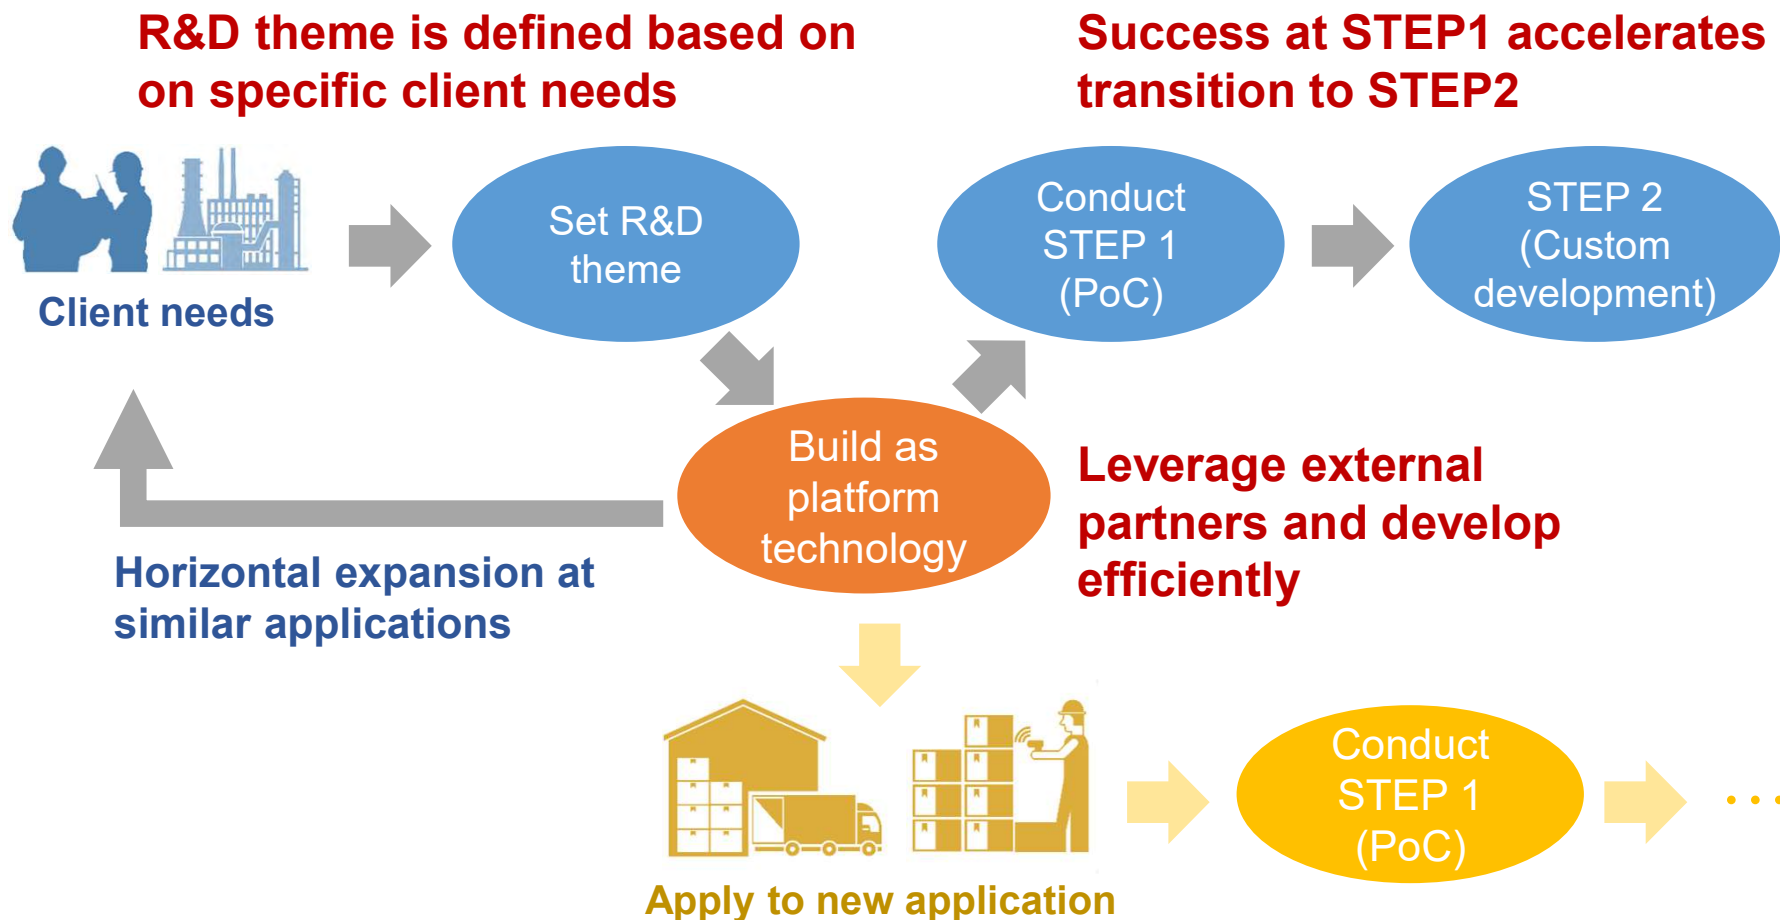 R&D theme is defined based on
on specific client needs
Success at STEP1 accelerates
transition to STEP2
Client needs
Set R&D
theme
Conduct
STEP 1
(PoC)
STEP 2
(Custom
development)
Build as
platform
technology
Leverage external
partners and develop
efficiently
Horizontal expansion at
similar applications
Apply to new application
Conduct
STEP 1
(PoC)
...